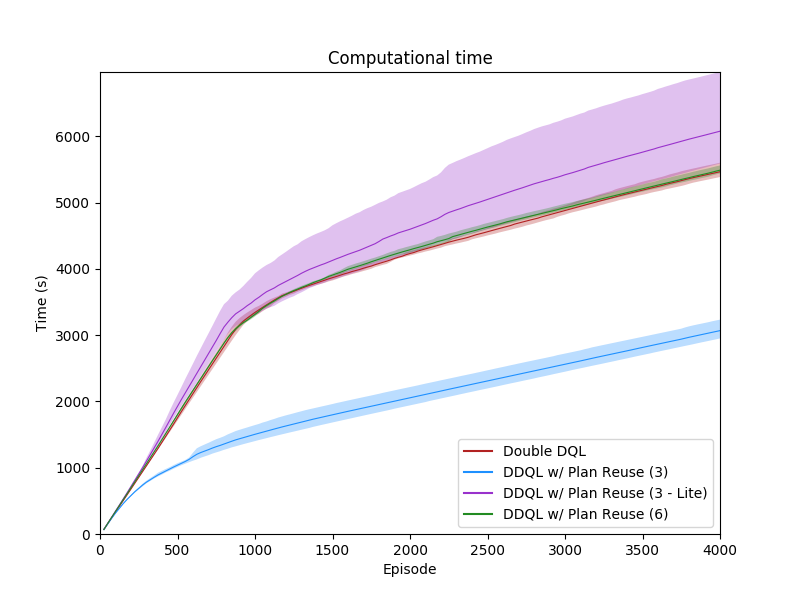 Computational time
6000
5000
4000
3000
2000
1000
0
Time (s)
0 500 1000 1500 2000 2500 3000 3500 4000
Episode
Double DQL
DDQL w/ Plan Reuse (3)
DDQL w/ Plan Reuse (3 - Lite)
DDQL w/ Plan Reuse (6)